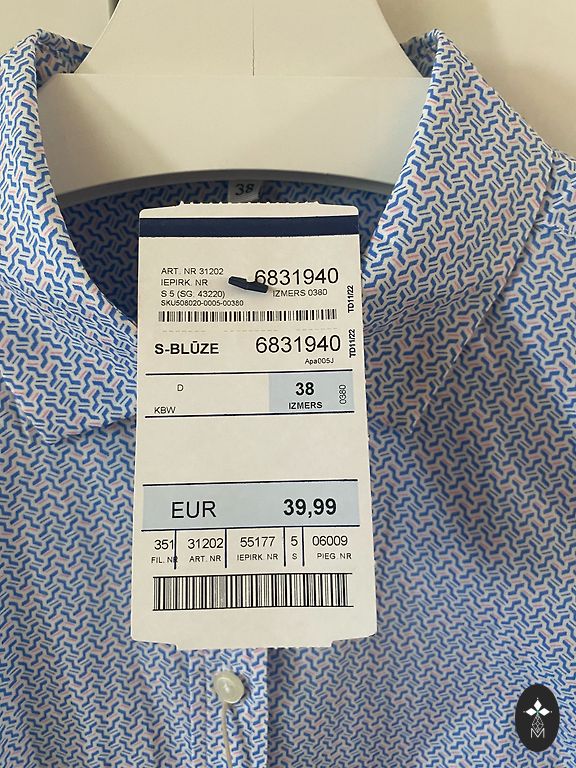 38
ART. NR 31202
IEPIRK. NR 6831940
S 5 (SG. 43220) IZMERS 0380
SKU508020-0005-00380
TD11/22
S-BLŪZE 6831940
Apa005J
TD11/22
D
KBW
38
IZMERS
0380
EUR 39,99
351 31202 55177 5 06009
FIL. NR ART. NR IEPIRK. NR S PIEG. NR
M